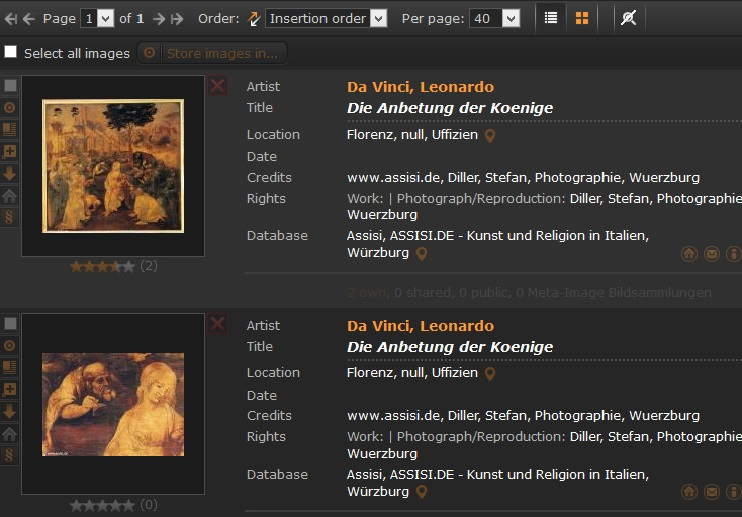 Page 1 of 1 Order: Insertion order Per page: 40
Select all images Store images in...
Artist Da Vinci, Leonardo
Title Die Anbetung der Koenige
Location Florenz, null, Uffizien
Date
Credits www.assisi.de, Diller, Stefan, Photographie, Wuerzburg
Rights Work: | Photograph/Reproduction: Diller, Stefan, Photographie
Wuerzburg
Database Assisi, ASSISI.DE - Kunst und Religion in Italien,
Würzburg
(2)
2 own, 0 shared, 0 public, 0 Meta-Image Bildsammlungen
Artist Da Vinci, Leonardo
Title Die Anbetung der Koenige
Location Florenz, null, Uffizien
Date
Credits www.assisi.de, Diller, Stefan, Photographie, Wuerzburg
Rights Work: | Photograph/Reproduction: Diller, Stefan, Photographie
Wuerzburg
Database Assisi, ASSISI.DE - Kunst und Religion in Italien,
Würzburg
(0)